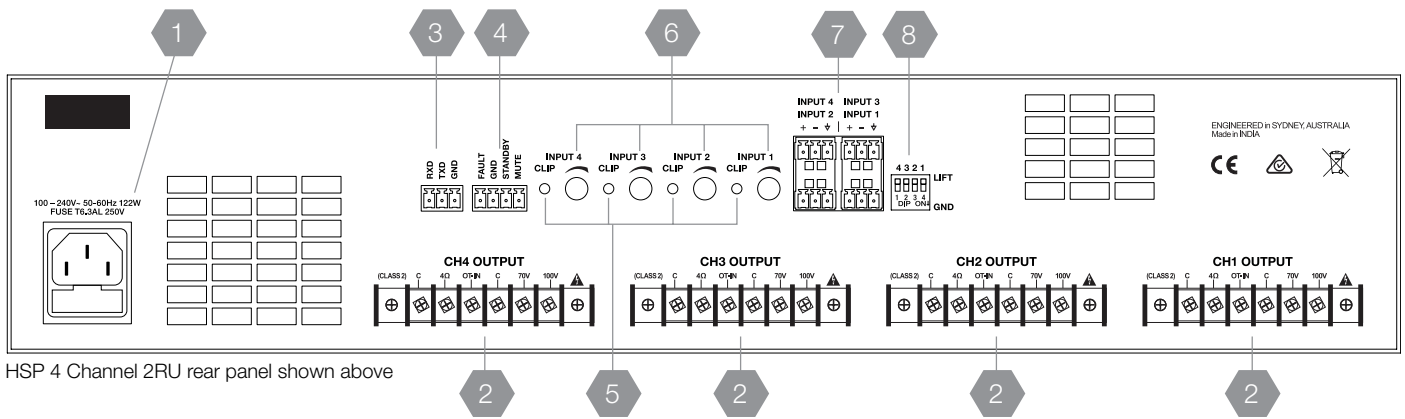 1
3
4
6
7
8
INPUT 4 INPUT 3
INPUT 2 INPUT 1
+ − + −
RXD
TXD
GND
FAULT
GND
STANDBY
MUTE
INPUT 4 INPUT 3 INPUT 2 INPUT 1
CLIP CLIP CLIP CLIP
4 3 2 1
LIFT
1 2 3 4
DIP ON
GND
ENGINEERED in SYDNEY, AUSTRALIA
Made in INDIA
CE
100 – 240V~ 50-60Hz 122W
FUSE T6.3AL 250V
CH4 OUTPUT
(CLASS 2) C 4Ω OT-IN C 70V 100V
CH3 OUTPUT
(CLASS 2) C 4Ω OT-IN C 70V 100V
CH2 OUTPUT
(CLASS 2) C 4Ω OT-IN C 70V 100V
CH1 OUTPUT
(CLASS 2) C 4Ω OT-IN C 70V 100V
HSP 4 Channel 2RU rear panel shown above
2
5
2
2
2